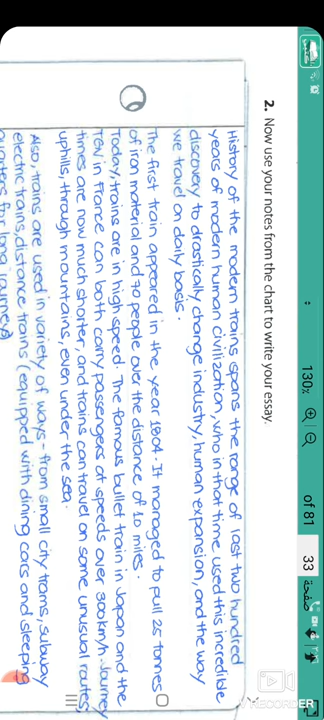 130%
of 81
33
صفحة
2. Now use your notes from the chart to write your essay.
History of the modern trains spans the range of last two hundred
years of modern human civilization, who in that time used this incredible
discovery to drastically change industry, human expansion, and the way
we travel on daily basis.
The first train appeared in the year 1804. It managed to pull 25 tonnes
of iron material and 70 people over the distance of 10 miles.
Today, trains are in high speed. The famous bullet train in Japan and the
TGV in France can both carry passengers at speeds over 300km/h. Journey
times are now much shorter, and trains can travel on some unusual routes;
uphills, through mountains, even under the sea.
Also, trains are used in variety of ways - from small city trams, subway
electric trains, distance trains (equipped with dining cars and sleeping
quarters for long journeys)